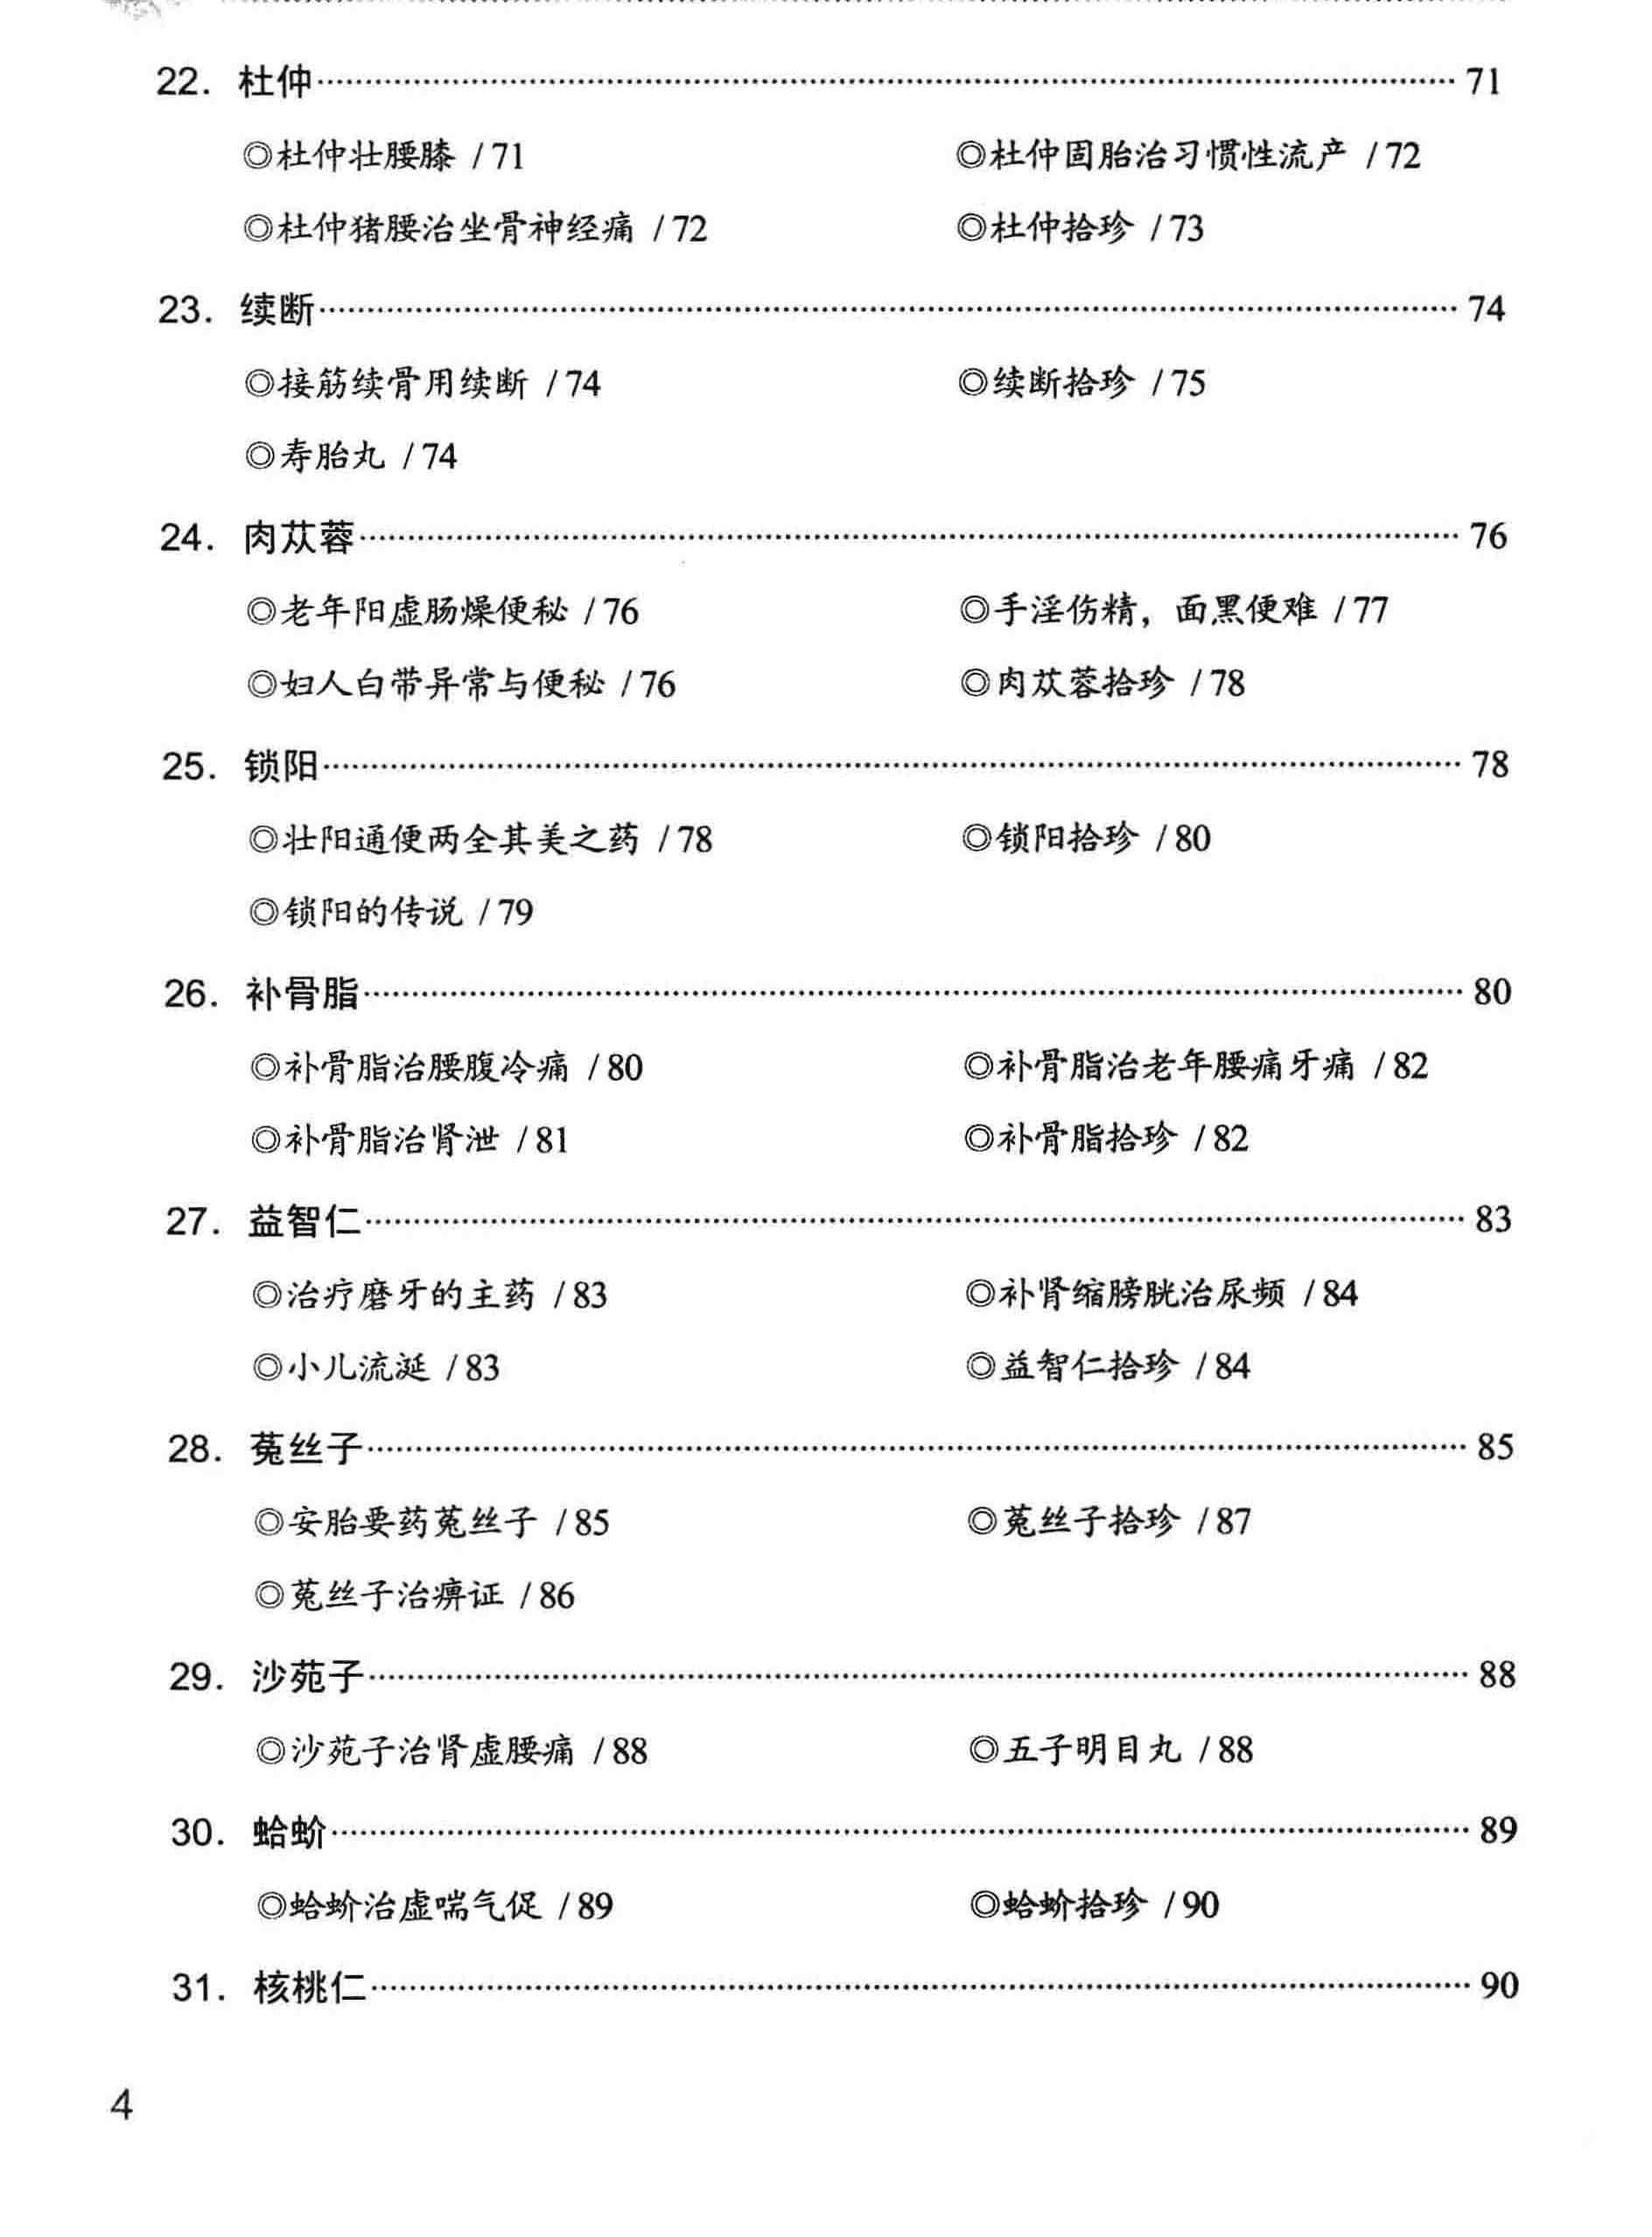 22. 杜仲 71
◎杜仲壮腰膝 /71 ◎杜仲固胎治习惯性流产 /72
◎杜仲猪腰治坐骨神经痛 /72 ◎杜仲拾珍 /73
23. 续断 74
◎接筋续骨用续断 /74 ◎续断拾珍 /75
◎寿胎丸 /74
24. 肉苁蓉 76
◎老年阳虚肠燥便秘 /76 ◎手淫伤精，面黑便难 /77
◎妇人白带异常与便秘 /76 ◎肉苁蓉拾珍 /78
25. 锁阳 78
◎壮阳通便两全其美之药 /78 ◎锁阳拾珍 /80
◎锁阳的传说 /79
26. 补骨脂 80
◎补骨脂治腰腹冷痛 /80 ◎补骨脂治老年腰痛牙痛 /82
◎补骨脂治肾泄 /81 ◎补骨脂拾珍 /82
27. 益智仁 83
◎治疗磨牙的主药 /83 ◎补肾缩膀胱治尿频 /84
◎小儿流涎 /83 ◎益智仁拾珍 /84
28. 菟丝子 85
◎安胎要药菟丝子 /85 ◎菟丝子拾珍 /87
◎菟丝子治痹证 /86
29. 沙苑子 88
◎沙苑子治肾虚腰痛 /88 ◎五子明目丸 /88
30. 蛤蚧 89
◎蛤蚧治虚喘气促 /89 ◎蛤蚧拾珍 /90
31. 核桃仁 90
4